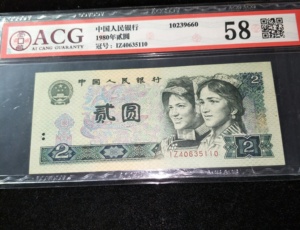 ACG
AI CANG GUARANTEE
中国人民银行
1980年贰圆
冠号：IZ40635110
10239660
58
中国人民银行
贰圆
2
2
IZ40635110